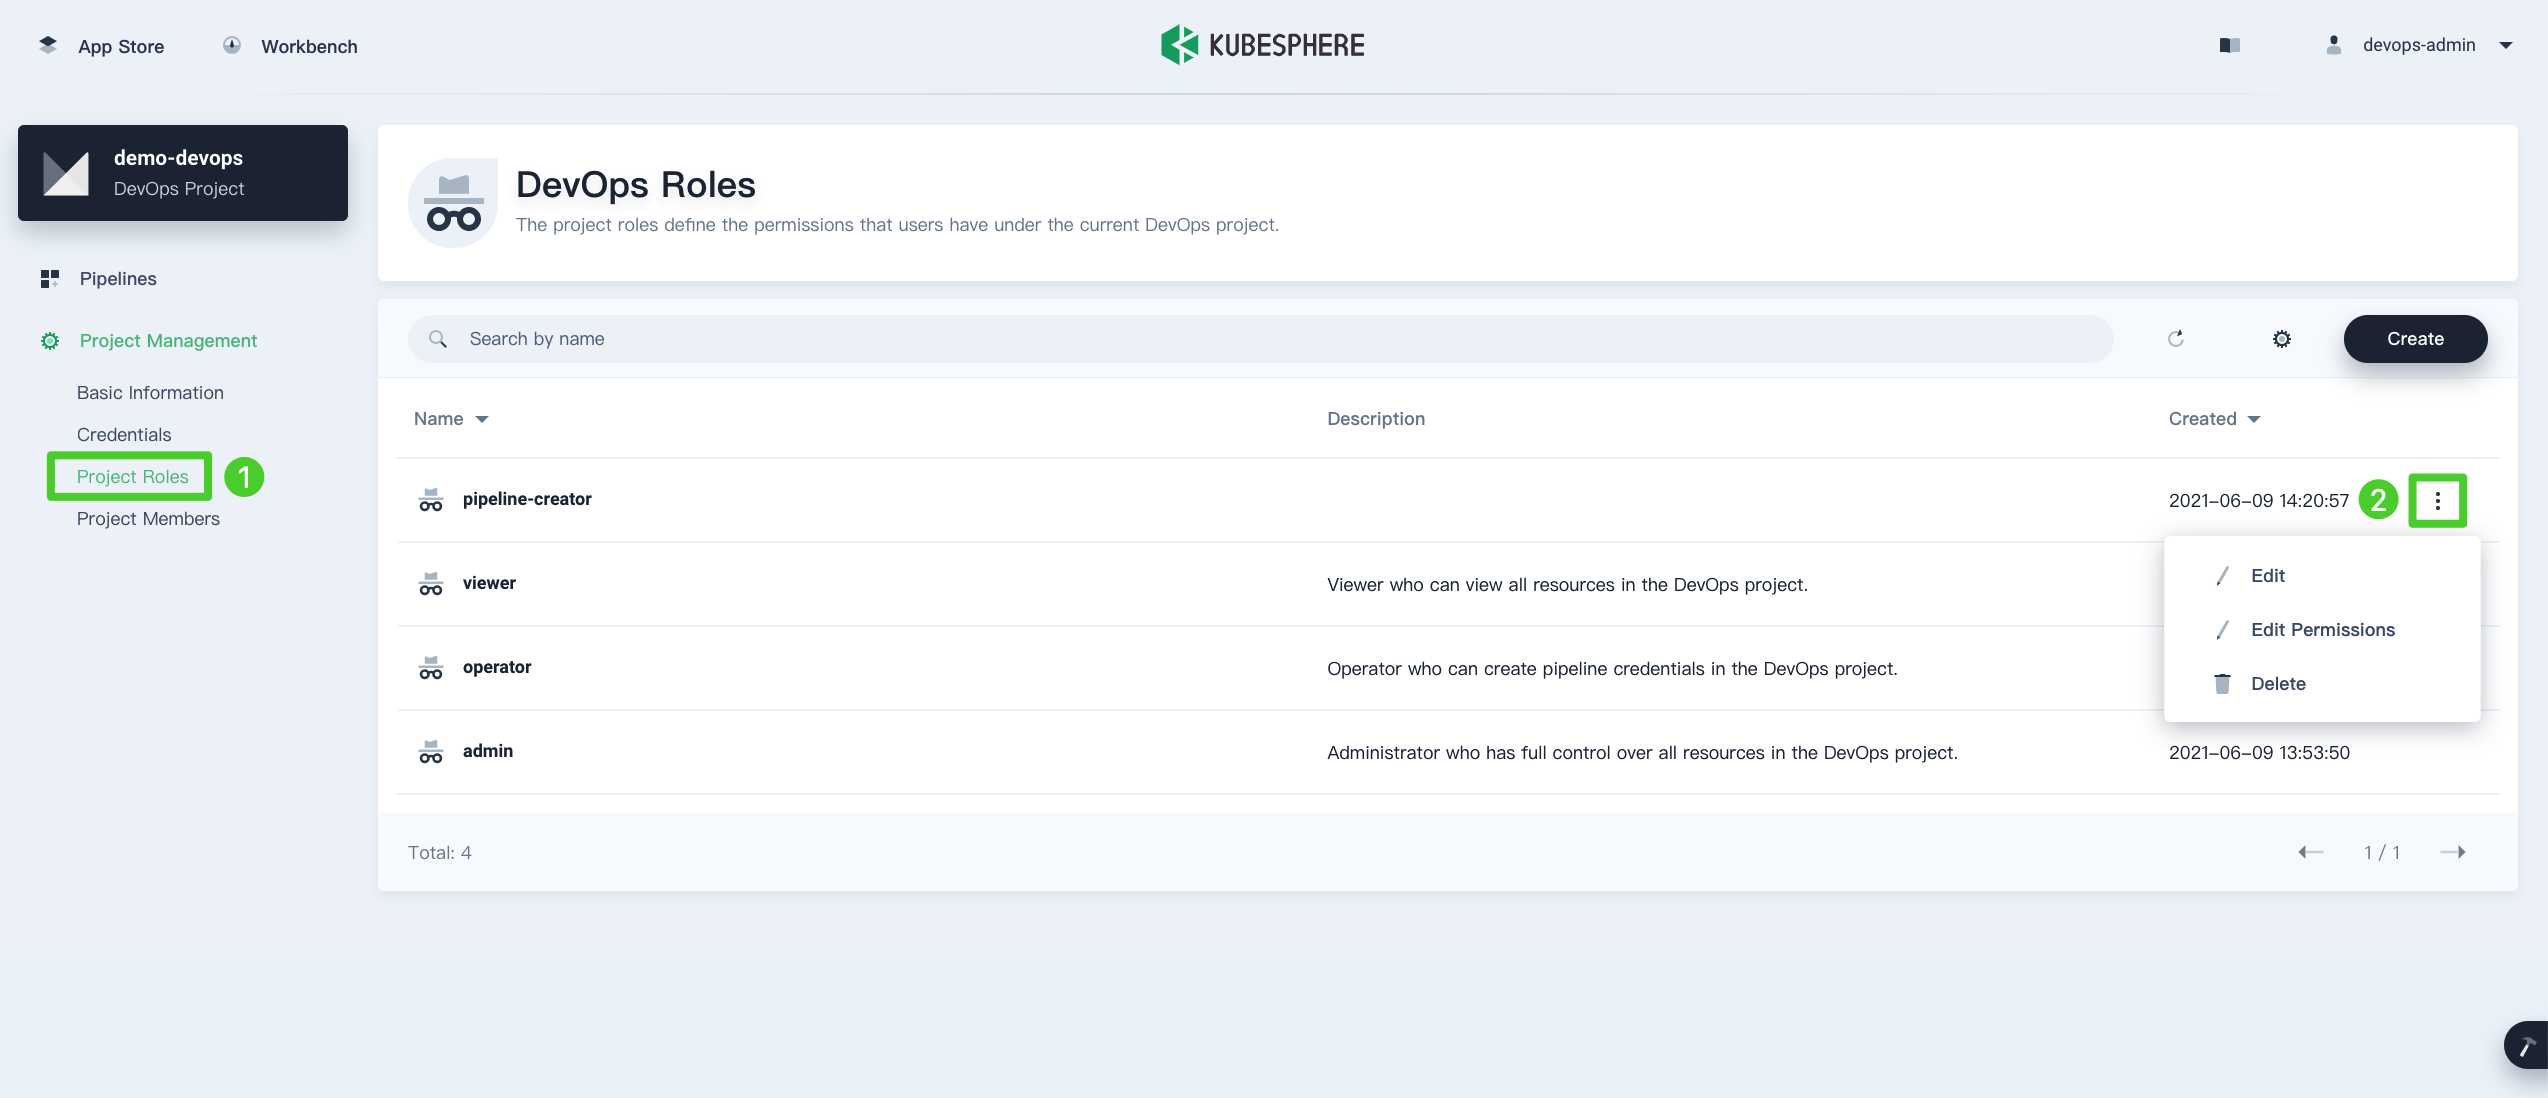 App Store
Workbench
KUBESPHERE
devops-admin
demo-devops
DevOps Project
Pipelines
Project Management
Basic Information
Credentials
Project Roles
1
Project Members
DevOps Roles
The project roles define the permissions that users have under the current DevOps project.
Search by name
Create
Name
Description
Created
pipeline-creator
2021-06-09 14:20:57
2
viewer
Viewer who can view all resources in the DevOps project.
operator
Operator who can create pipeline credentials in the DevOps project.
admin
Administrator who has full control over all resources in the DevOps project.
2021-06-09 13:53:50
Edit
Edit Permissions
Delete
Total: 4
1 / 1